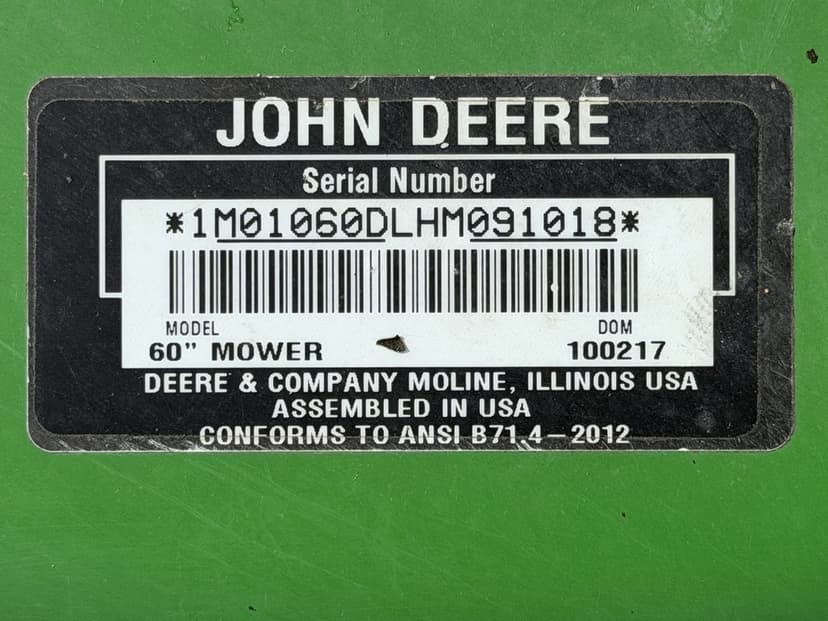 JOHN DEERE
Serial Number
*1M01060DLHM091018*
MODEL DOM
60" MOWER 100217
DEERE & COMPANY MOLINE, ILLINOIS USA
ASSEMBLED IN USA
CONFORMS TO ANSI B71.4–2012